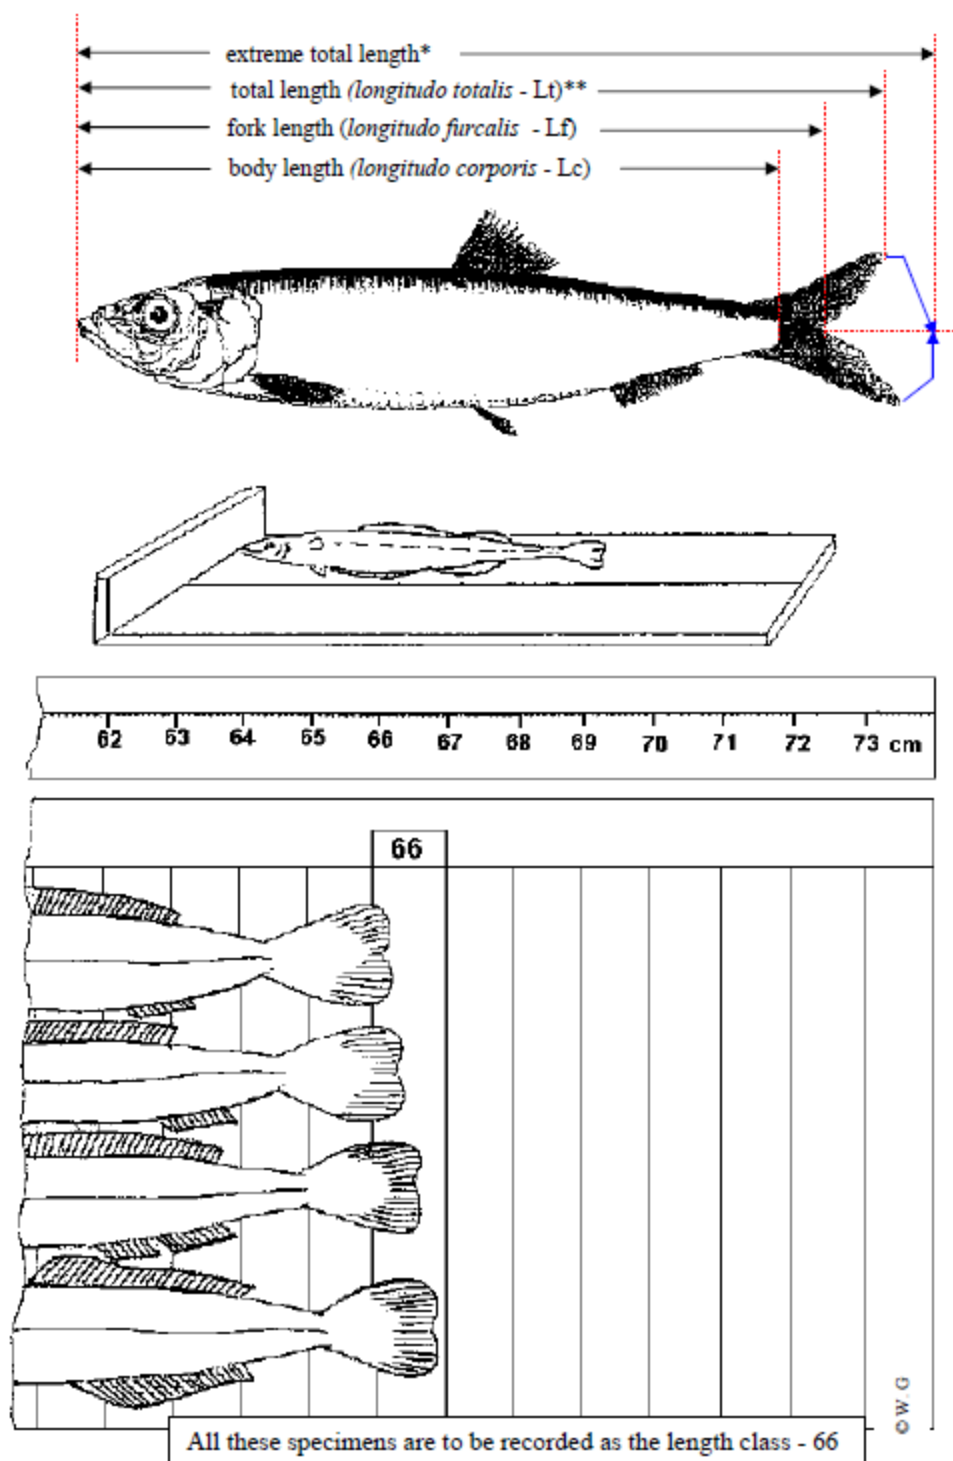 extreme total length*
total length (longitudo totalis - Lt)**
fork length (longitudo furcalis - Lf)
body length (longitudo corporis - Lc)
62 63 64 65 66 67 68 69 70 71 72 73 cm
66
© W. G
All these specimens are to be recorded as the length class - 66